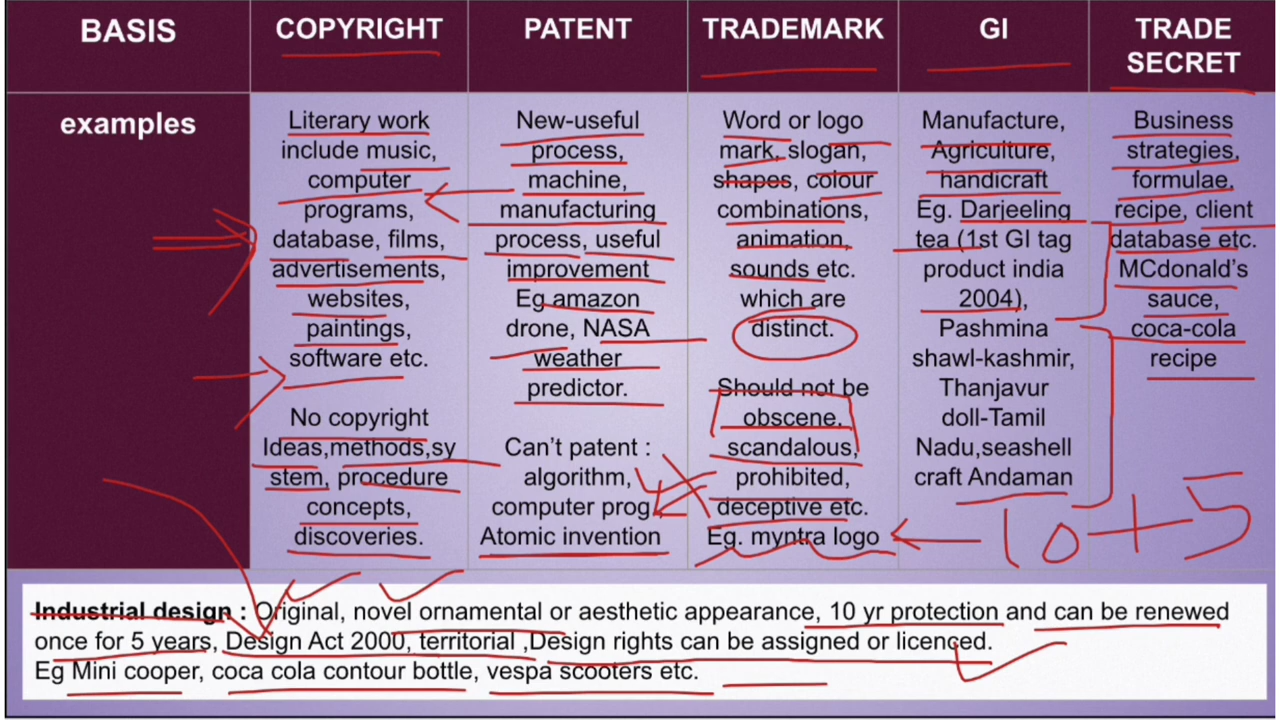 BASIS
COPYRIGHT
PATENT
TRADEMARK
GI
TRADE
SECRET
examples
Literary work
include music,
computer
programs,
database, films,
advertisements,
websites,
paintings,
software etc.
No copyright
Ideas,methods,sy
stem, procedure
concepts,
discoveries.
New-useful
process,
machine,
manufacturing
process, useful
improvement
Eg amazon
drone, NASA
weather
predictor.
Can't patent :
algorithm,
computer prog,
Atomic invention
Word or logo
mark, slogan,
shapes, colour
combinations,
animation,
sounds etc.
which are
distinct.
Should not be
obscene,
scandalous,
prohibited,
deceptive etc.
Eg. myntra logo
Manufacture,
Agriculture,
handicraft
Eg. Darjeeling
tea (1st GI tag
product india
2004),
Pashmina
shawl-kashmir,
Thanjavur
doll-Tamil
Nadu,seashell
craft Andaman
Business
strategies,
formulae,
recipe, client
database etc.
MCdonald's
sauce,
coca-cola
recipe
10+5
Industrial design : Original, novel ornamental or aesthetic appearance, 10 yr protection and can be renewed
once for 5 years, Design Act 2000, territorial ,Design rights can be assigned or licenced.
Eg Mini cooper, coca cola contour bottle, vespa scooters etc.